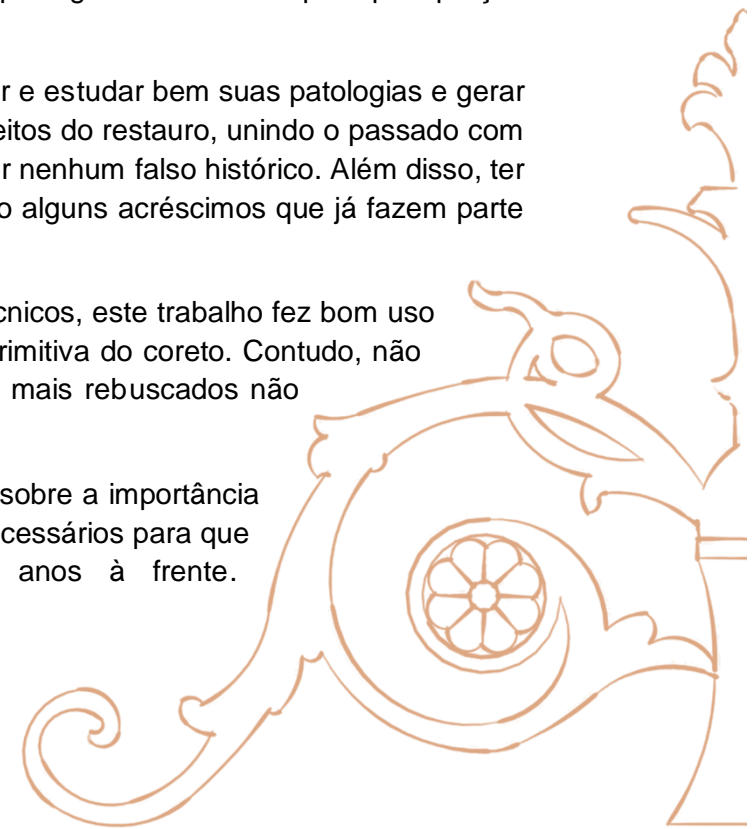 r e estudar bem suas patologias e gerar
eitos do restauro, unindo o passado com
r nenhum falso histórico. Além disso, ter
o alguns acréscimos que já fazem parte
cnicos, este trabalho fez bom uso
rimitiva do coreto. Contudo, não
mais rebuscados não
sobre a importância
cessários para que
anos à frente.